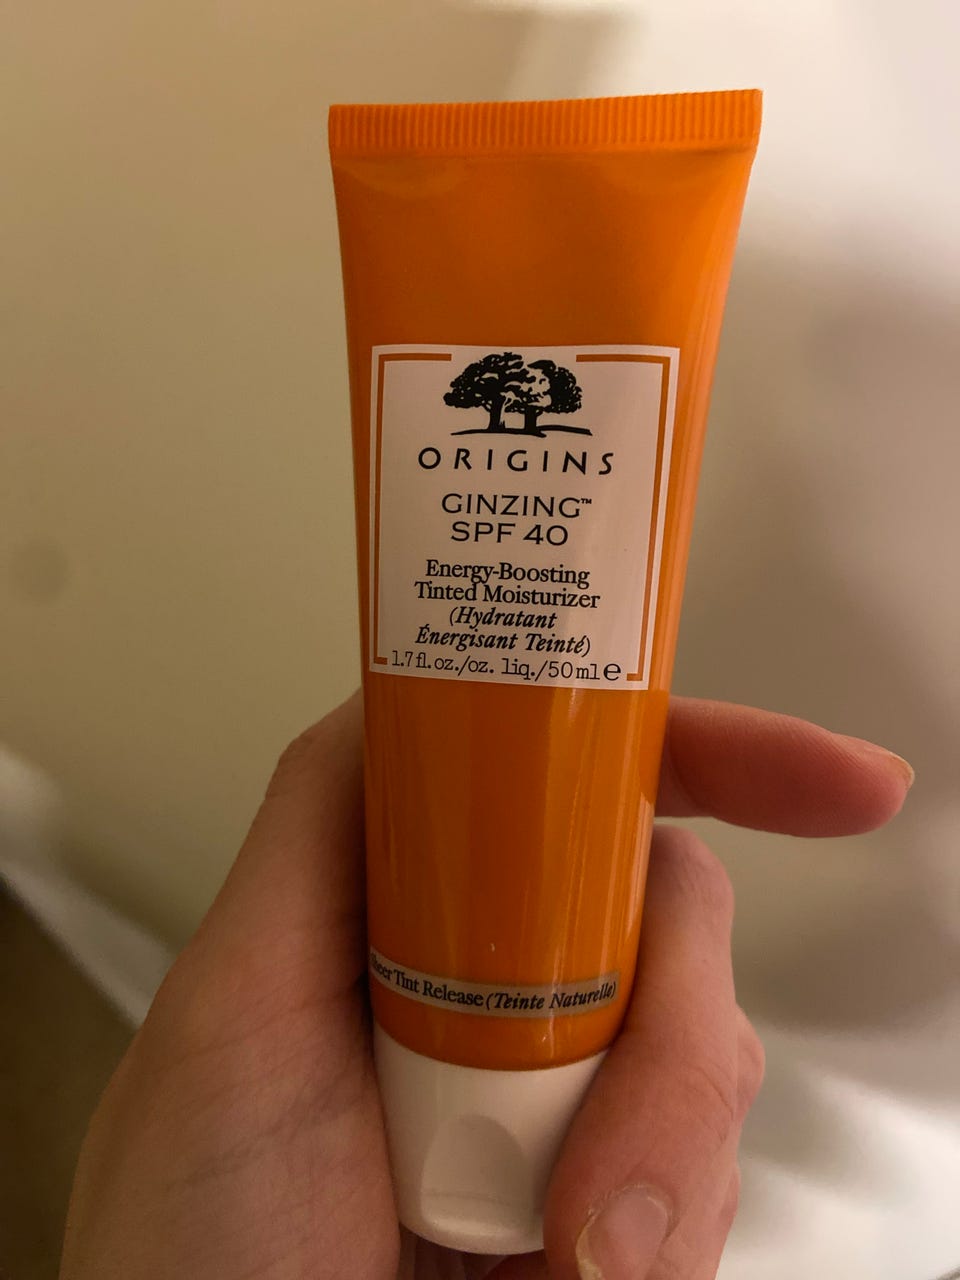 ORIGINS
GINZING™
SPF 40
Energy-Boosting
Tinted Moisturizer
(Hydratant
Énergisant Teinté)
1.7 fl. oz./oz. liq./50 ml e
Sheer Tint Release (Teinte Naturelle)